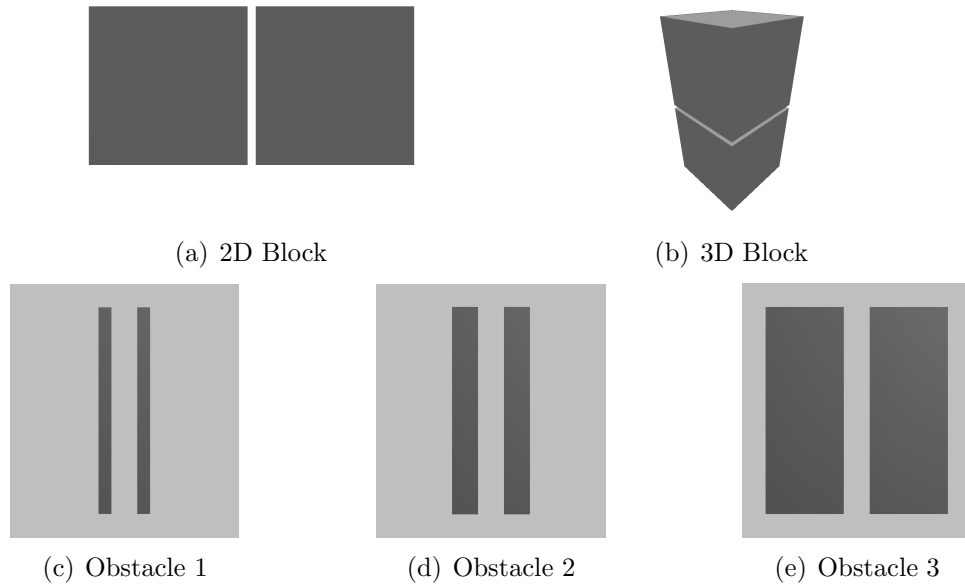 (a) 2D Block
(b) 3D Block
(c) Obstacle 1
(d) Obstacle 2
(e) Obstacle 3